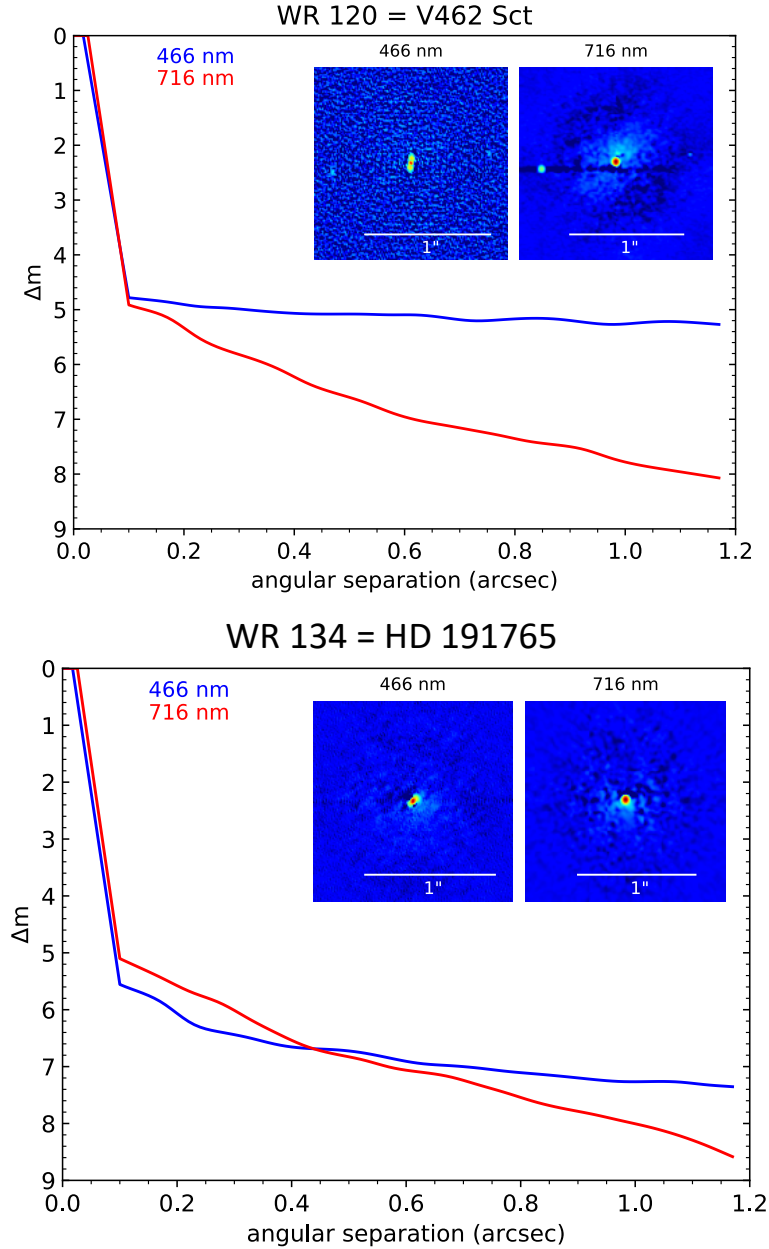 WR 120 = V462 Sct
466 nm
716 nm
466 nm
716 nm
1"
1"
0
1
2
3
4
5
6
7
8
9
Δm
0.0
0.2
0.4
0.6
0.8
1.0
1.2
angular separation (arcsec)
WR 134 = HD 191765
466 nm
716 nm
466 nm
716 nm
1"
1"
0
1
2
3
4
5
6
7
8
9
Δm
0.0
0.2
0.4
0.6
0.8
1.0
1.2
angular separation (arcsec)